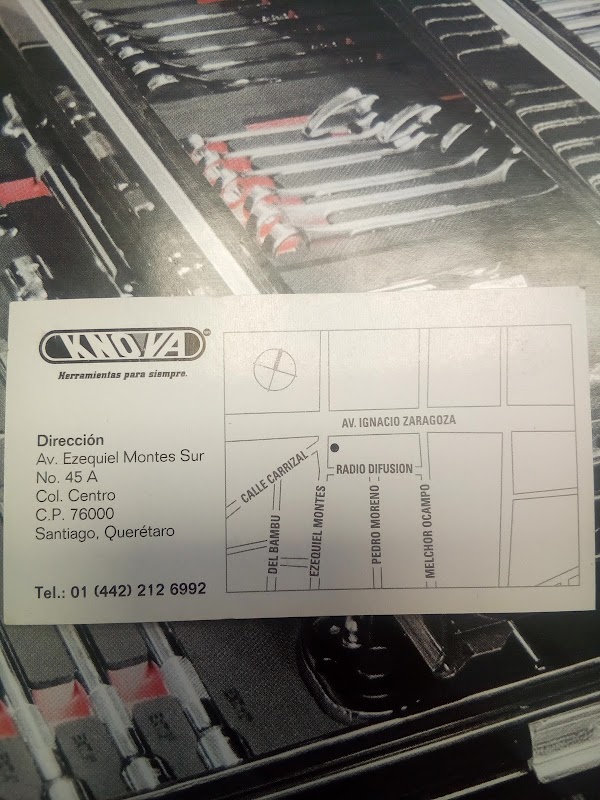 KNOVA
Herramientas para siempre.
Dirección
Av. Ezequiel Montes Sur
No. 45 A
Col. Centro
C.P. 76000
Santiago, Querétaro
Tel.: 01 (442) 212 6992
AV. IGNACIO ZARAGOZA
CALLE CARRIZAL
RADIO DIFUSION
DEL BAMBU
EZEQUIEL MONTES
PEDRO MORENO
MELCHOR OCAMPO